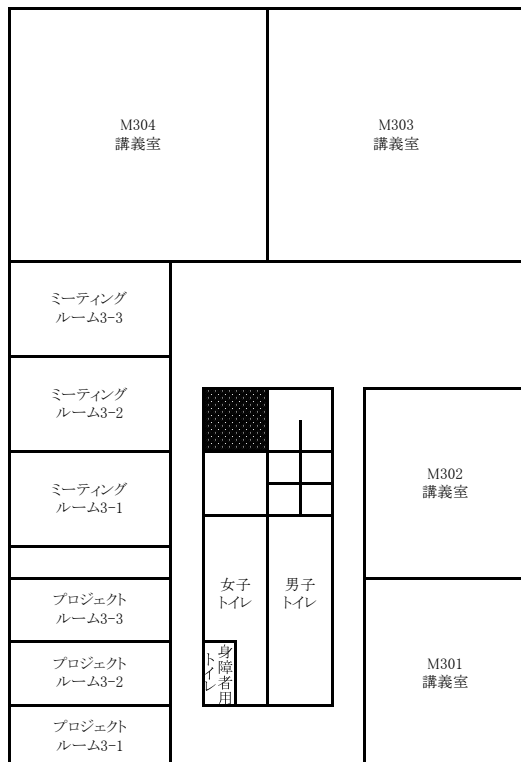 M304
講義室
M303
講義室
ミーティング
ルーム3-3
ミーティング
ルーム3-2
ミーティング
ルーム3-1
M302
講義室
プロジェクト
ルーム3-3
女子
トイレ
男子
トイレ
プロジェクト
ルーム3-2
身障者用
トイレ
M301
講義室
プロジェクト
ルーム3-1